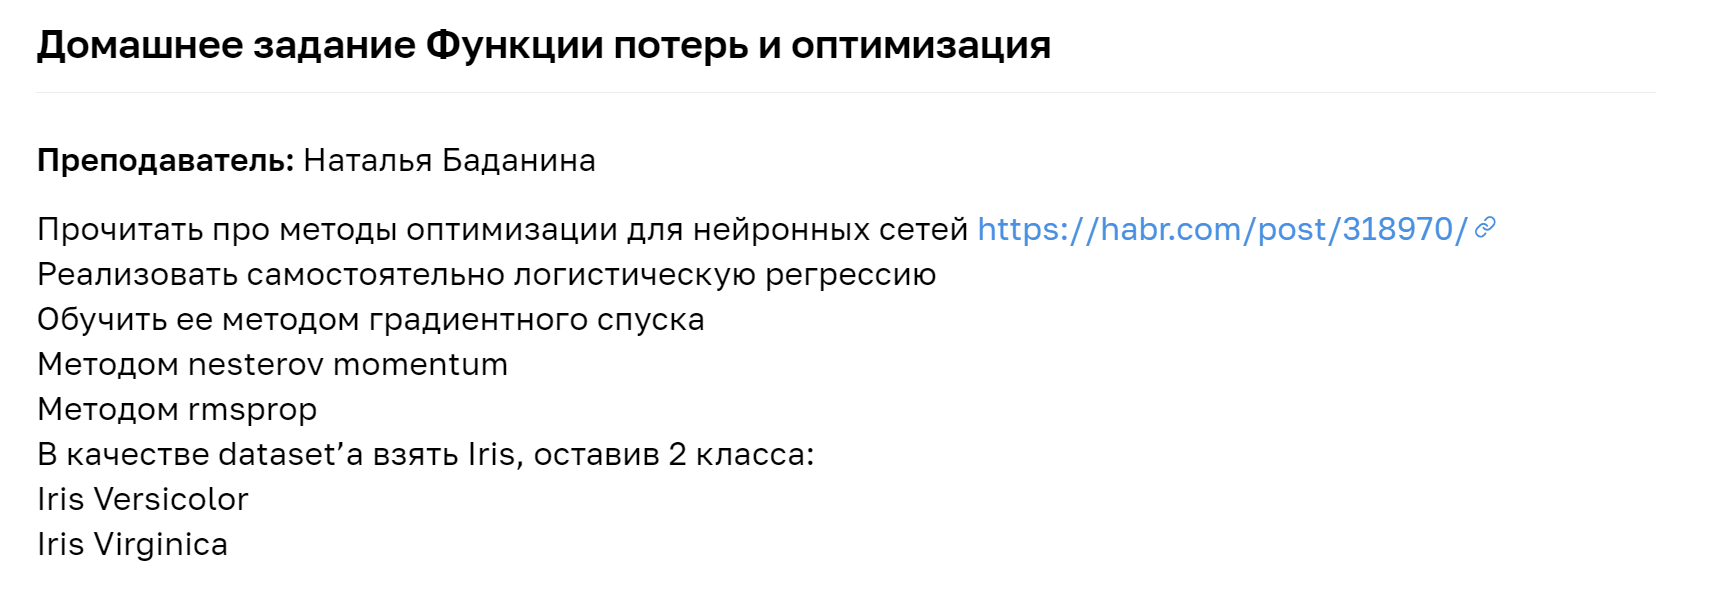 Домашнее задание Функции потерь и оптимизация
Преподаватель: Наталья Баданина
Прочитать про методы оптимизации для нейронных сетей https://habr.com/post/318970/
Реализовать самостоятельно логистическую регрессию
Обучить ее методом градиентного спуска
Методом nesterov momentum
Методом rmsprop
В качестве dataset’а взять Iris, оставив 2 класса:
Iris Versicolor
Iris Virginica